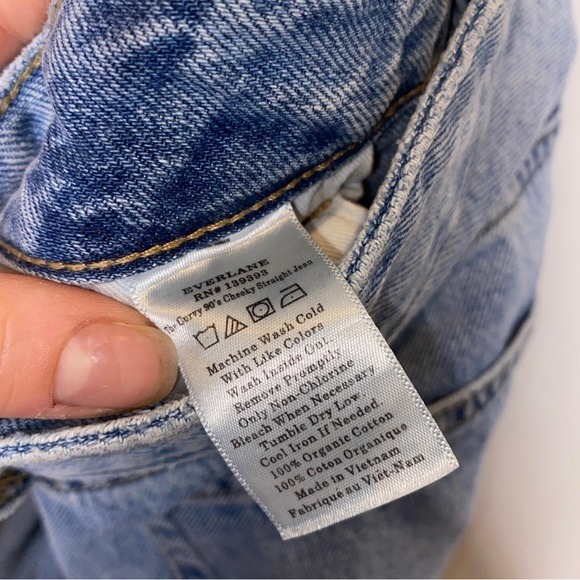 EVERLANE
RN# 139393
The Curvy 90's Cheeky Straight Jean
Machine Wash Cold
With Like Colors
Wash Inside Out.
Remove Promptly
Only Non-Chlorine
Bleach When Necessary
Tumble Dry Low.
Cool Iron If Needed
100% Organic Cotton
100% Coton Organique
Made in Vietnam
Fabriqué au Viêt-Nam